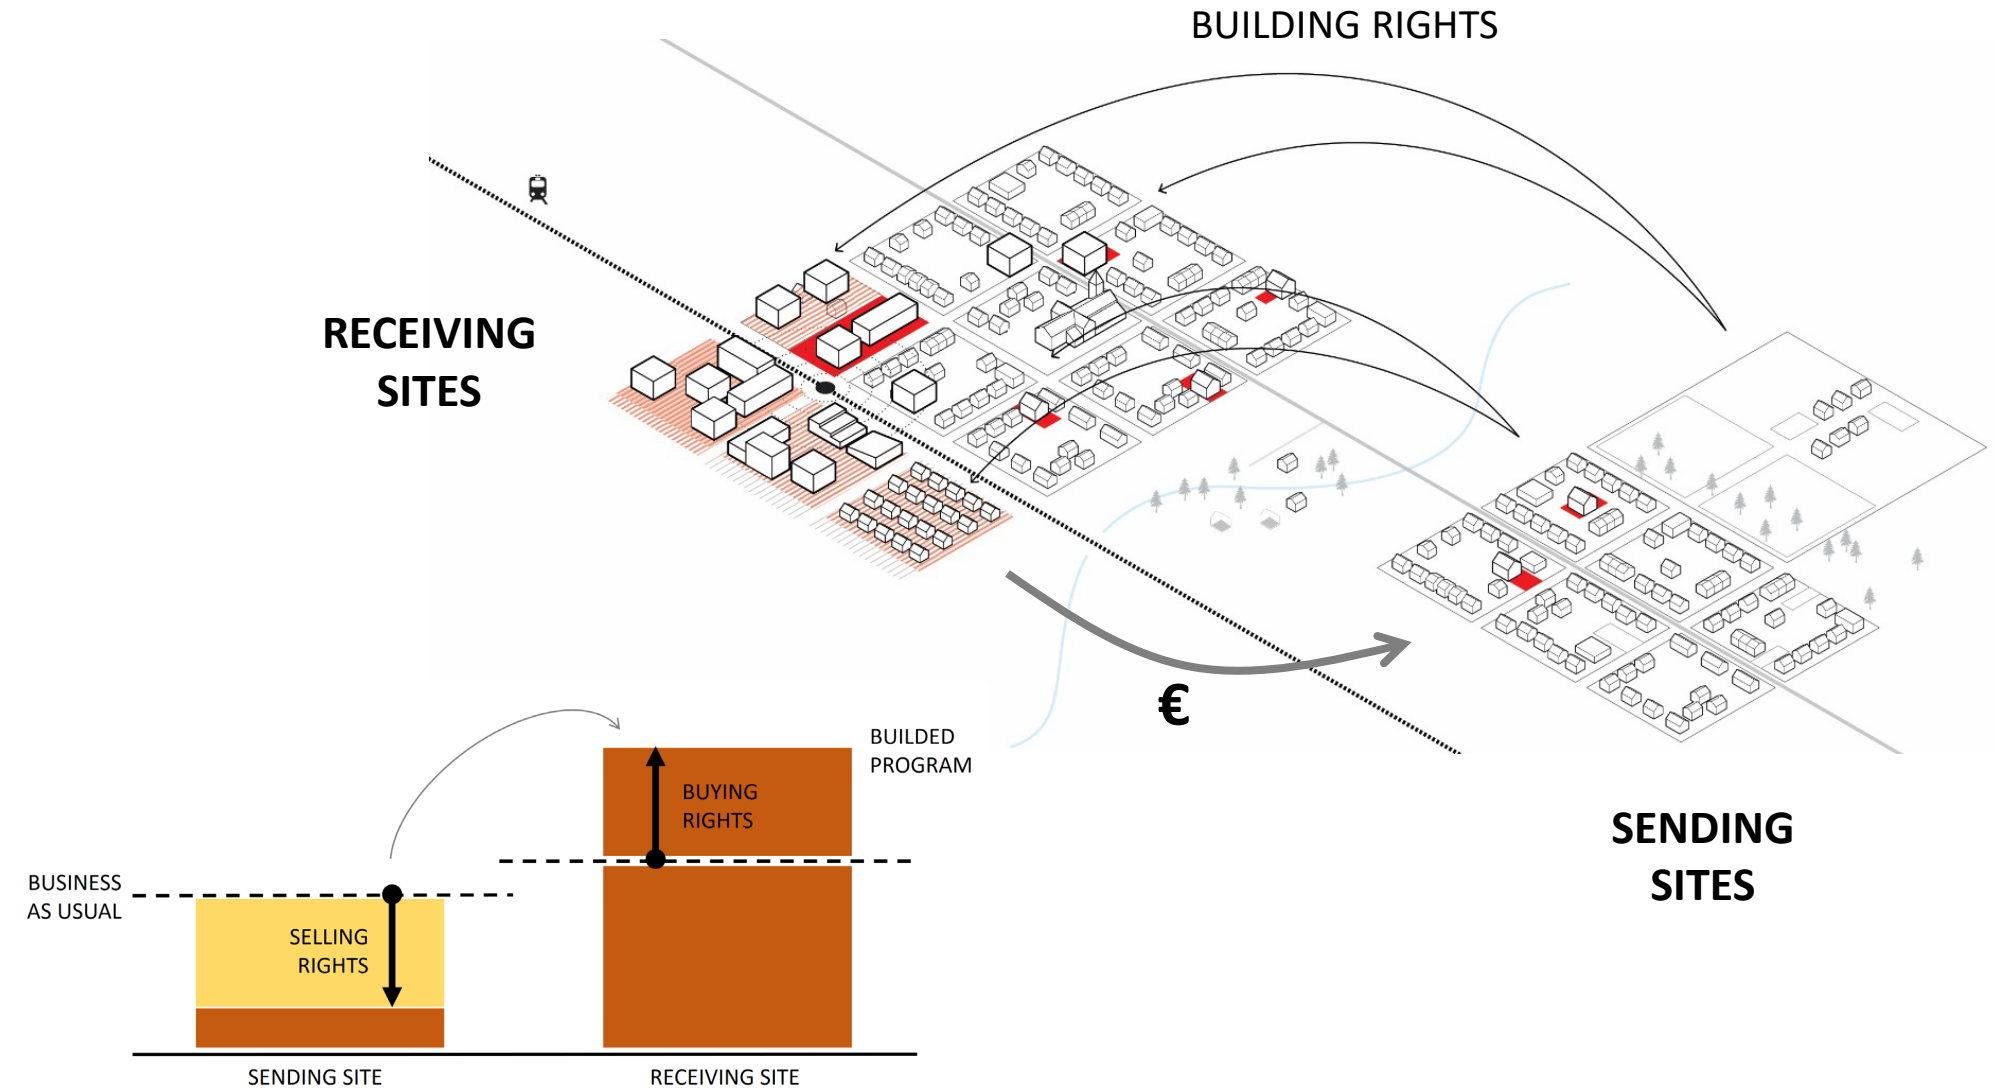 BUILDING RIGHTS
RECEIVING
SITES
€
SENDING
SITES
BUILDED
PROGRAM
BUYING
RIGHTS
BUSINESS
AS USUAL
SELLING
RIGHTS
SENDING SITE
RECEIVING SITE